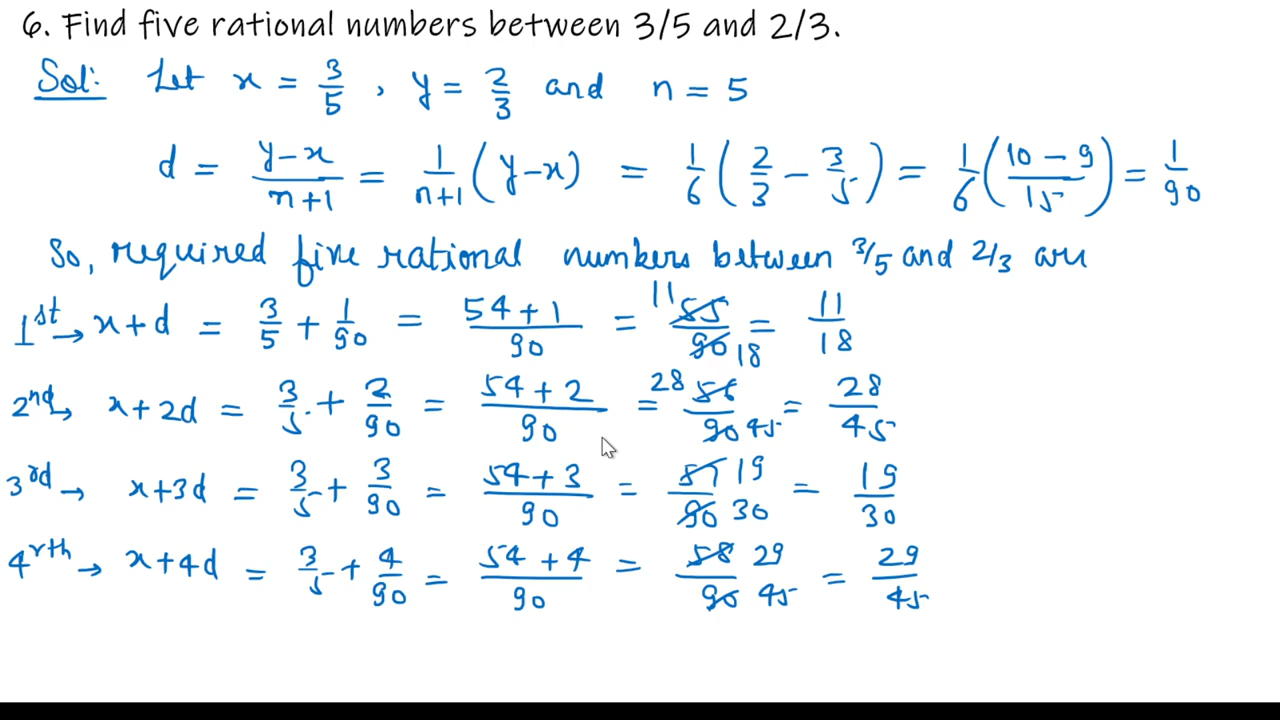 6. Find five rational numbers between 3/5 and 2/3.
Sol: Let x = 3/5 , y = 2/3 and n = 5
d = (y-x)/(n+1) = 1/(n+1) (y-x) = 1/6 (2/3 - 3/5) = 1/6 ((10-9)/15) = 1/90
So, required five rational numbers between 3/5 and 2/3 are
1st → x+d = 3/5 + 1/90 = (54+1)/90 = 11 55/90 18 = 11/18
2nd → x+2d = 3/5 + 2/90 = (54+2)/90 = 28 56/90 45 = 28/45
3rd → x+3d = 3/5 + 3/90 = (54+3)/90 = 57 19/90 30 = 19/30
4rth → x+4d = 3/5 + 4/90 = (54+4)/90 = 58 29/90 45 = 29/45